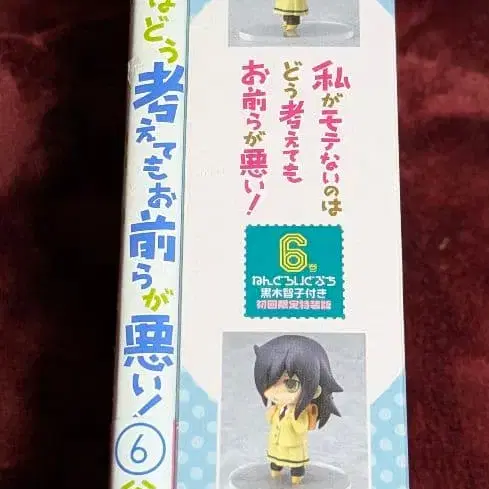 はどう考えてもお前らが悪い!
6
私がモテないのは
どう考えても
お前らが悪い!
6巻
ねんどろいどぷち
黒木智子付き
初回限定特装版